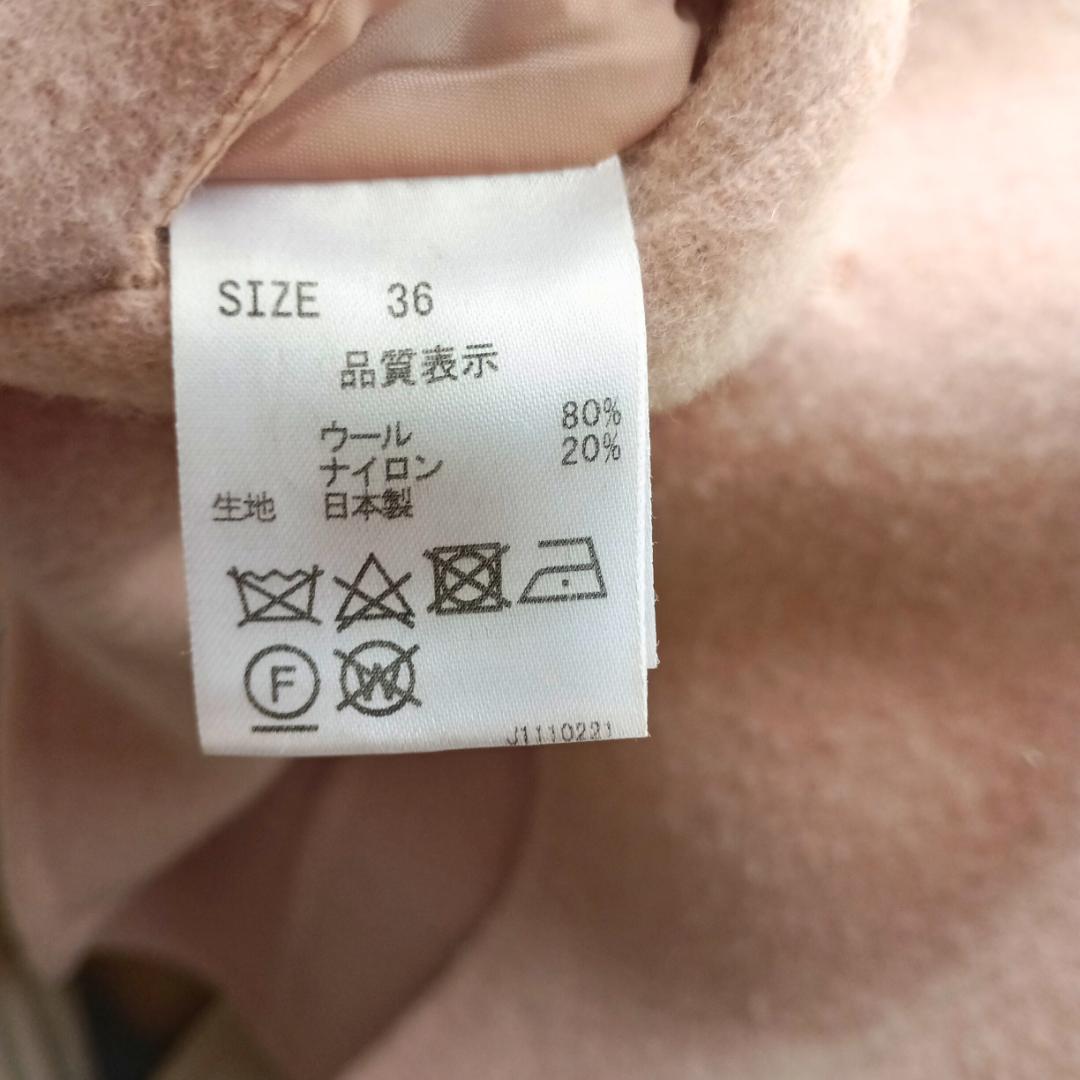 SIZE 36
品質表示
ウール 80%
ナイロン 20%
生地 日本製
F W
J1110221